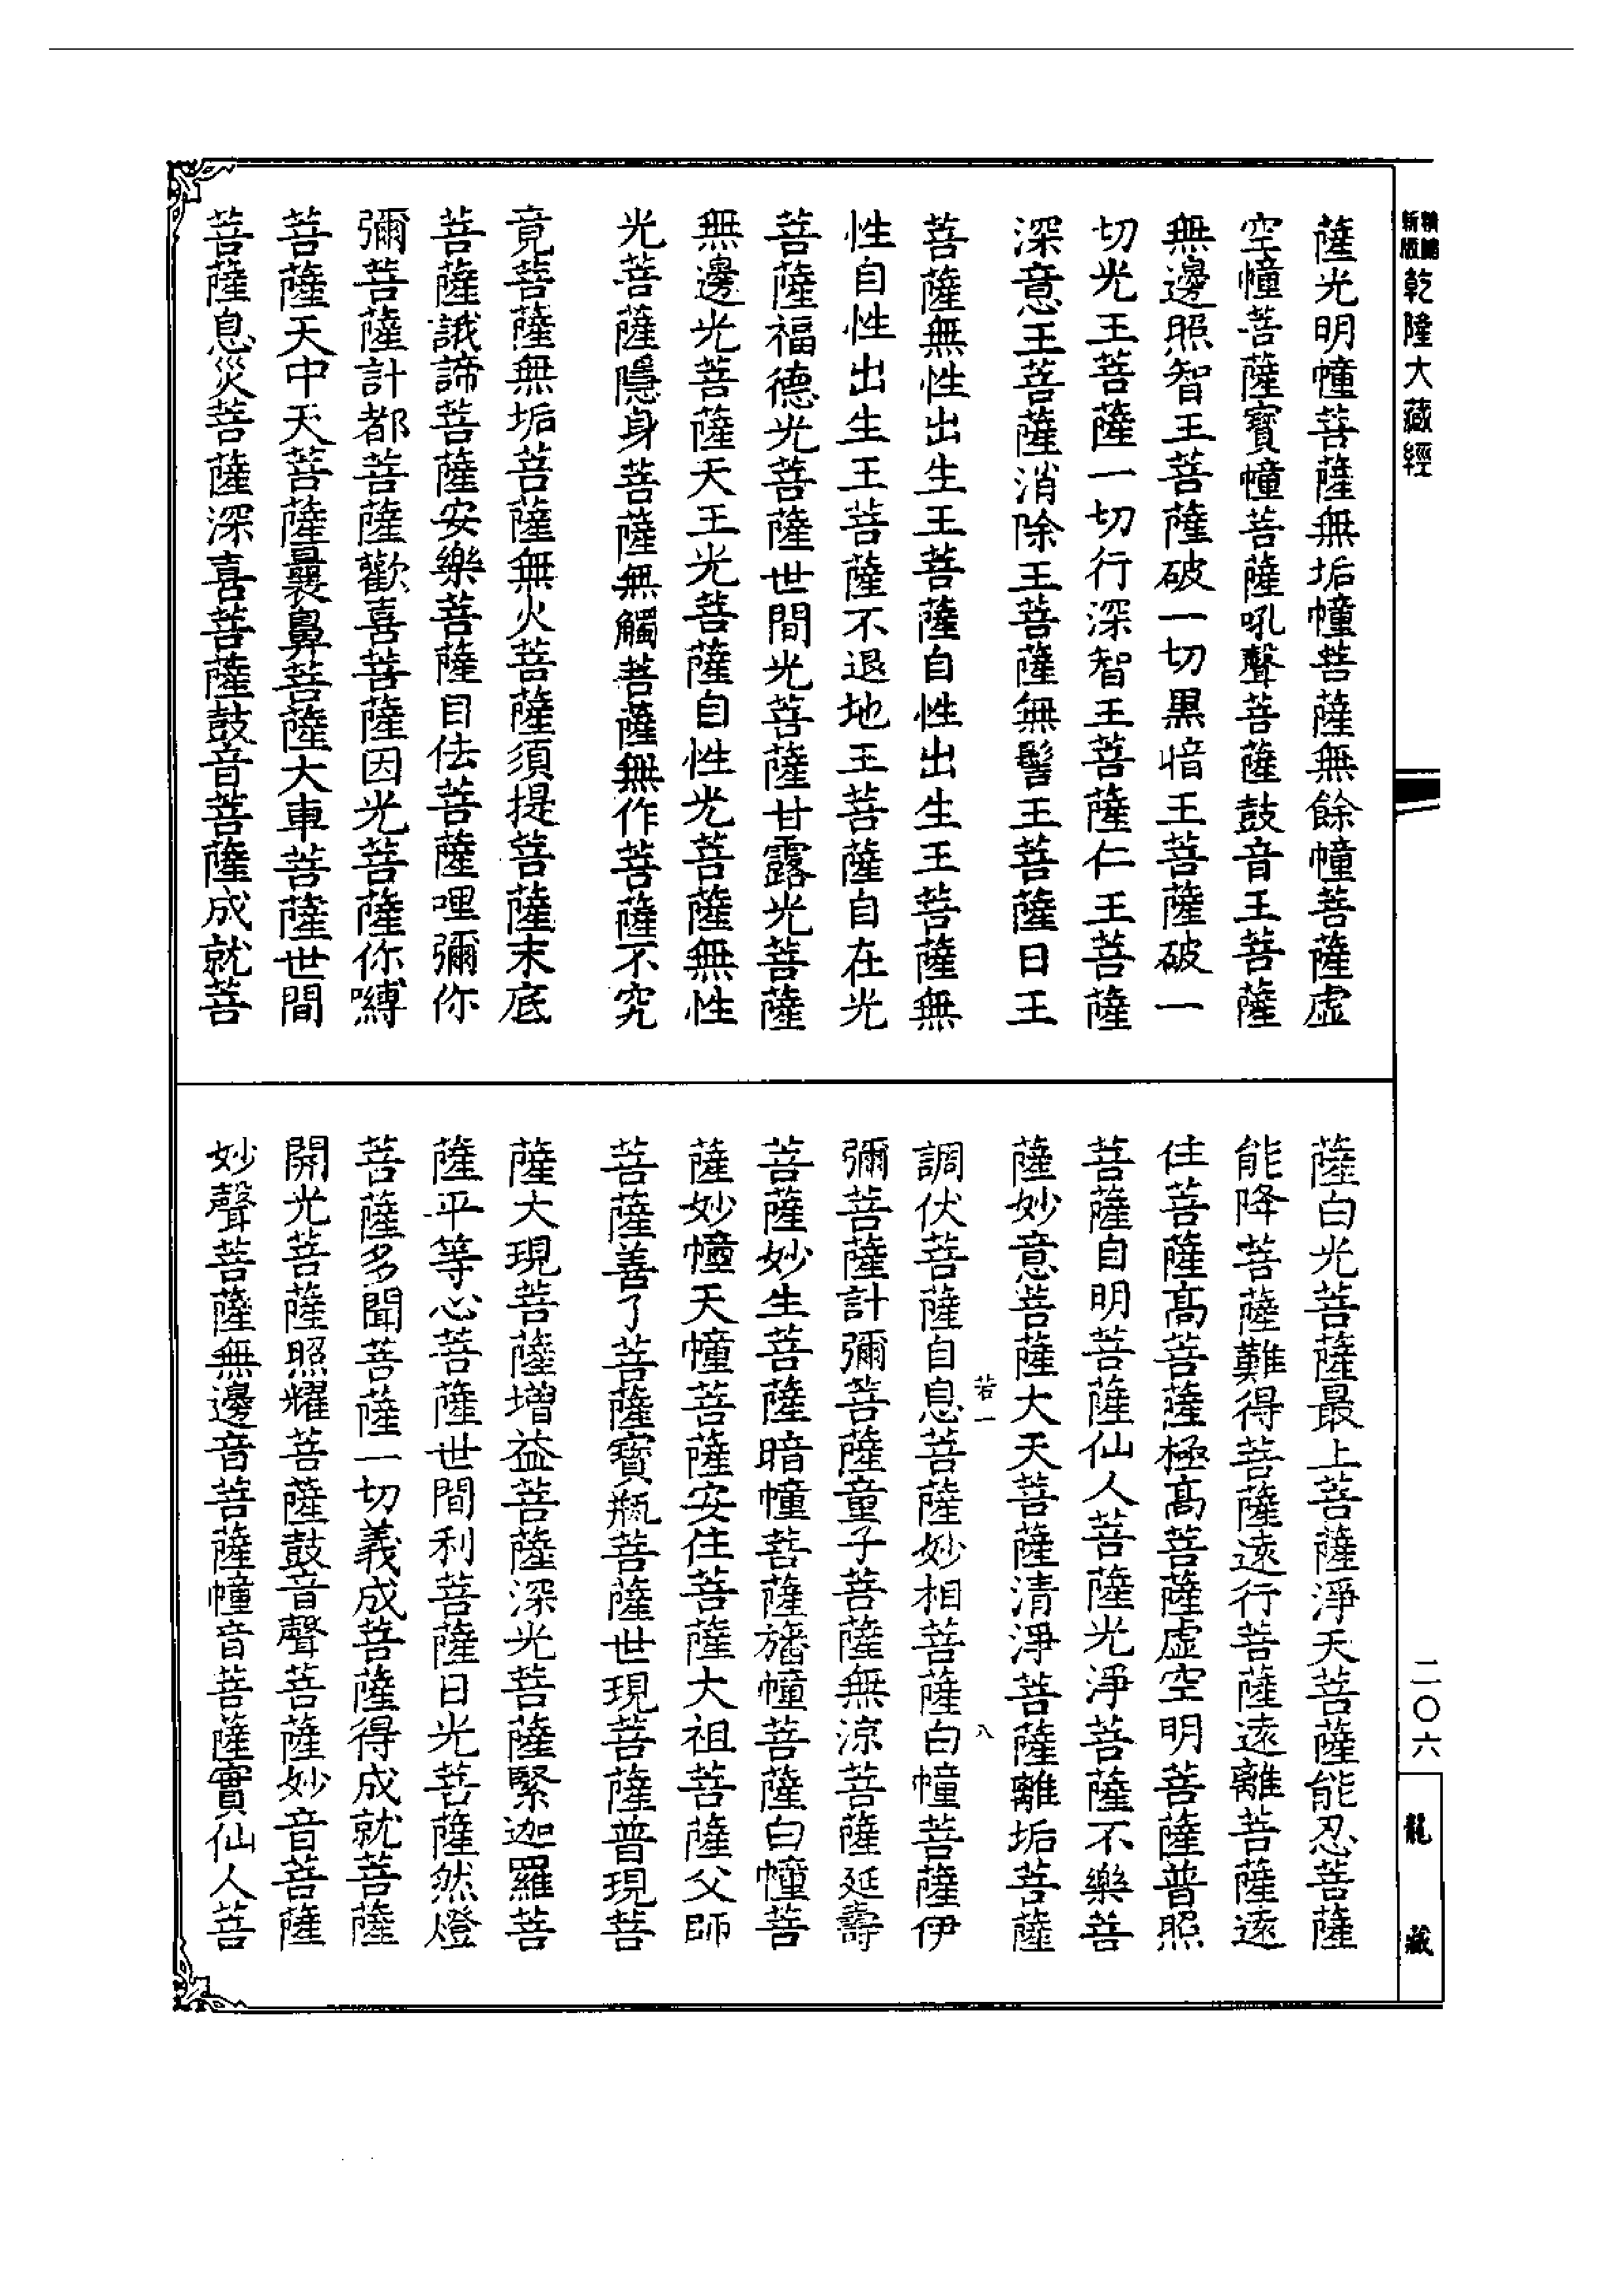 新版
精縮
乾隆大藏經
薩光明幢菩薩無垢幢菩薩無餘幢菩薩虛
空幢菩薩寶幢菩薩吼聲菩薩鼓音王菩薩
無邊照智王菩薩破一切黑暗王菩薩破一
切光王菩薩一切行深智王菩薩仁王菩薩
深意王菩薩消除王菩薩無髻王菩薩日王
菩薩無性出生王菩薩自性出生王菩薩無
性自性出生王菩薩不退地王菩薩自在光
菩薩福德光菩薩世間光菩薩甘露光菩薩
無邊光菩薩天王光菩薩自性光菩薩無性
光菩薩隱身菩薩無觸菩薩無作菩薩不究
竟菩薩無垢菩薩無火菩薩須提菩薩末底
菩薩誐諦菩薩安樂菩薩目佉菩薩哩彌你
彌菩薩計都菩薩歡喜菩薩因光菩薩你嚩
菩薩天中天菩薩曩鼻菩薩大車菩薩世間
菩薩息災菩薩深喜菩薩鼓音菩薩成就菩
薩白光菩薩最上菩薩淨天菩薩能忍菩薩
能降菩薩難得菩薩遠行菩薩遠離菩薩遠
住菩薩高菩薩極高菩薩虛空明菩薩普照
菩薩自明菩薩仙人菩薩光淨菩薩不樂菩
薩妙意菩薩大天菩薩清淨菩薩離垢菩薩
若一 八
調伏菩薩自息菩薩妙相菩薩白幢菩薩伊
彌菩薩計彌菩薩童子菩薩無涼菩薩延壽
菩薩妙生菩薩暗幢菩薩旛幢菩薩白幢菩
薩妙幢天幢菩薩安住菩薩大祖菩薩父師
菩薩善了菩薩寶瓶菩薩世現菩薩普現菩
薩大現菩薩增益菩薩深光菩薩緊迦羅菩
薩平等心菩薩世間利菩薩日光菩薩然燈
菩薩多聞菩薩一切義成菩薩得成就菩薩
開光菩薩照耀菩薩鼓音聲菩薩妙音菩薩
妙聲菩薩無邊音菩薩幢音菩薩實仙人菩
二〇六
龍藏